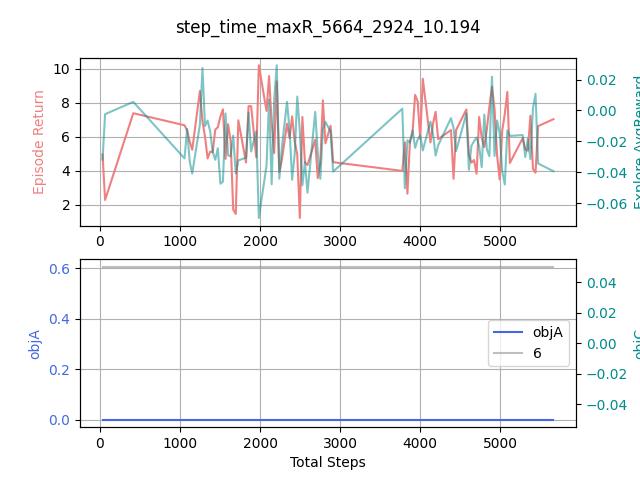 step_time_maxR_5664_2924_10.194
10
8
6
4
2
Episode Return
0.02
0.00
−0.02
−0.04
−0.06
Explore AvgReward
0 1000 2000 3000 4000 5000
0.6
0.4
0.2
0.0
objA
0.04
0.02
0.00
−0.02
−0.04
objC
objA
6
0 1000 2000 3000 4000 5000
Total Steps